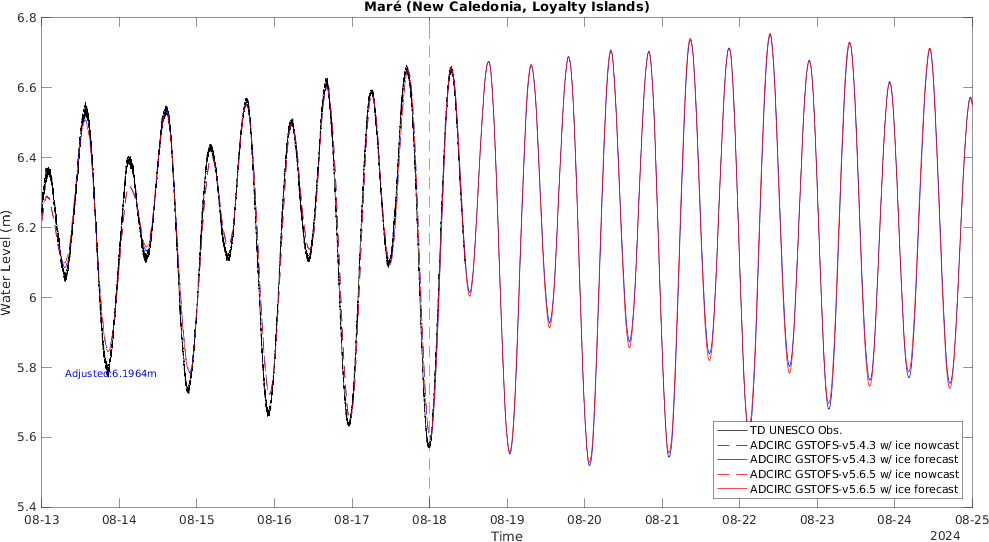 Maré (New Caledonia, Loyalty Islands)
6.8
6.6
6.4
6.2
6
5.8
5.6
5.4
Water Level (m)
Adjusted:6.1964m
TD UNESCO Obs.
ADCIRC GSTOFS-v5.4.3 w/ ice nowcast
ADCIRC GSTOFS-v5.4.3 w/ ice forecast
ADCIRC GSTOFS-v5.6.5 w/ ice nowcast
ADCIRC GSTOFS-v5.6.5 w/ ice forecast
08-13 08-14 08-15 08-16 08-17 08-18 08-19 08-20 08-21 08-22 08-23 08-24 08-25
Time
2024